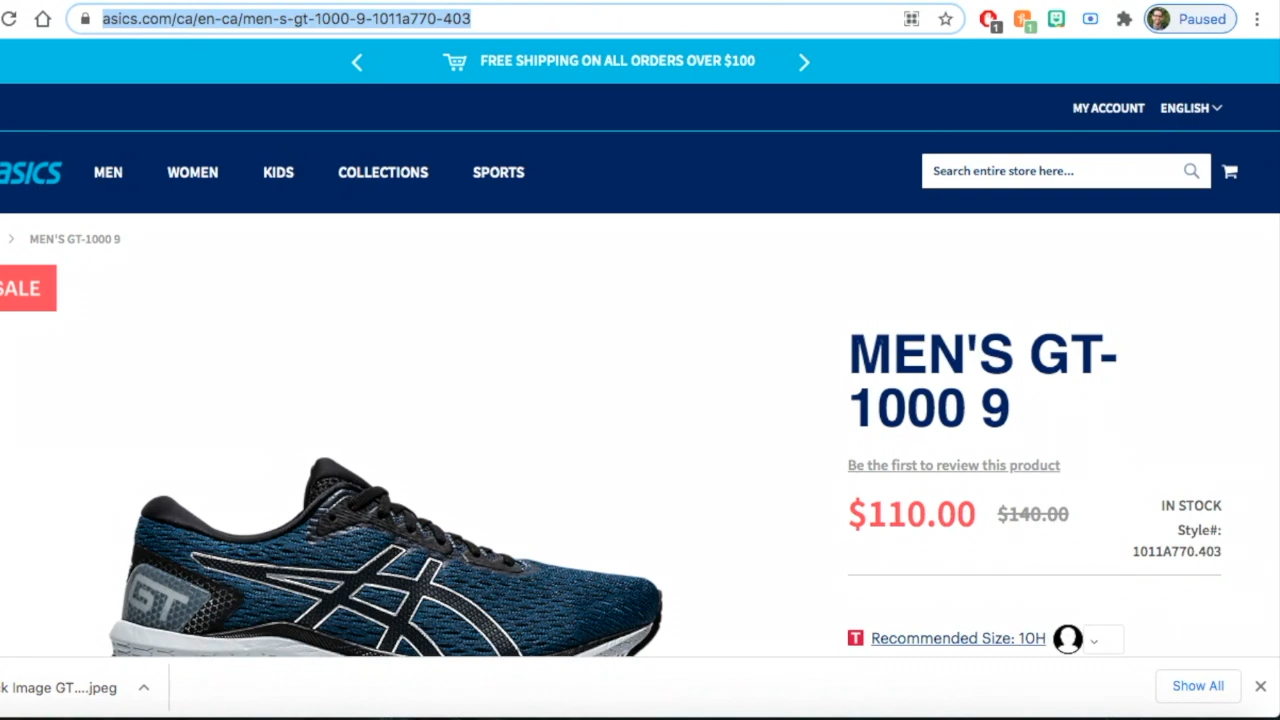 asics.com/ca/en-ca/men-s-gt-1000-9-1011a770-403
1
1
Paused
FREE SHIPPING ON ALL ORDERS OVER $100
MY ACCOUNT ENGLISH
asics MEN WOMEN KIDS COLLECTIONS SPORTS
Search entire store here...
MEN'S GT-1000 9
SALE
MEN'S GT-
1000 9
Be the first to review this product
$110.00 $140.00
IN STOCK
Style#:
1011A770.403
GT
T Recommended Size: 10H
k Image GT....jpeg
Show All